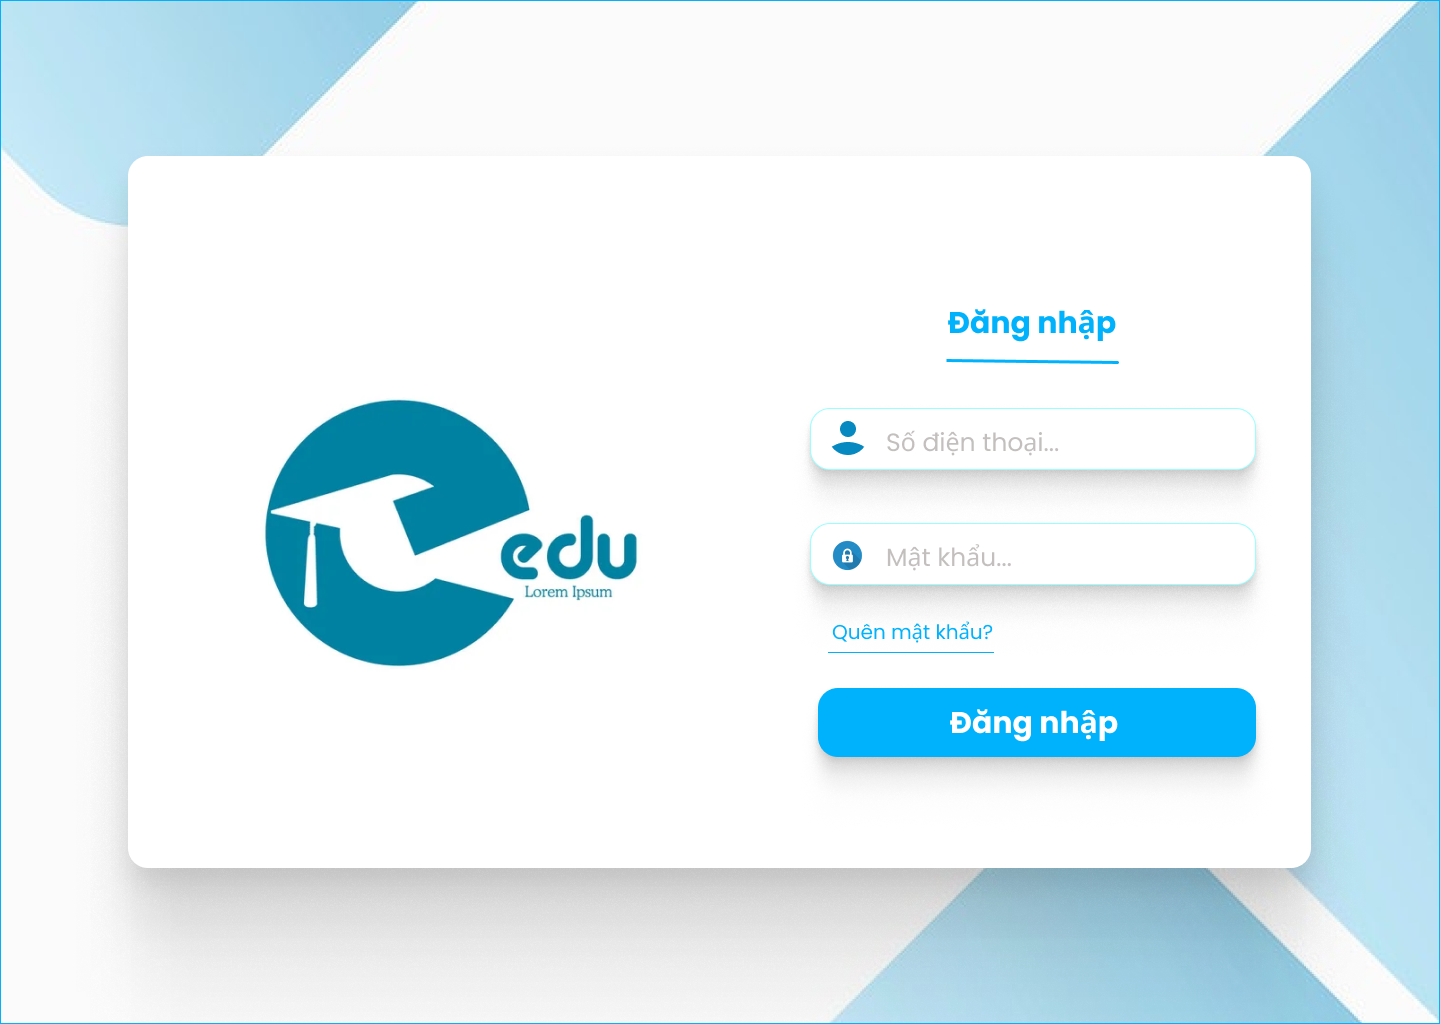 edu
Lorem Ipsum
Đăng nhập
Số điện thoại...
Mật khẩu...
Quên mật khẩu?
Đăng nhập